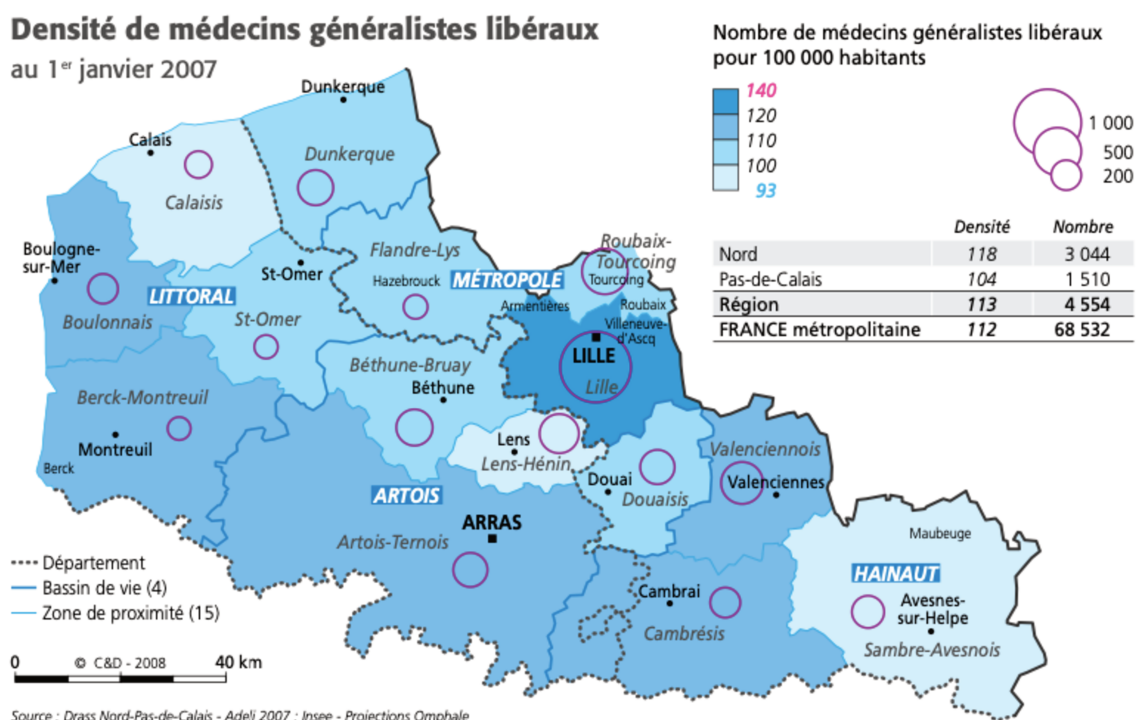 Densité de médecins généralistes libéraux
au 1er janvier 2007
Nombre de médecins généralistes libéraux
pour 100 000 habitants
140
120
110
100
93
1 000
500
200
Densité Nombre
Nord 118 3 044
Pas-de-Calais 104 1 510
Région 113 4 554
FRANCE métropolitaine 112 68 532
Dunkerque
Calais
Dunkerque
Calaisis
Boulogne-
sur-Mer
St-Omer
Flandre-Lys
Hazebrouck
MÉTROPOLE
Roubaix-
Tourcoing
Tourcoing
LITTORAL
Armentières
Roubaix
Boulonnais
St-Omer
Villeneuve-
d'Ascq
LILLE
Lille
Béthune-Bruay
Béthune
Berck-Montreuil
Montreuil
Berck
Lens
Lens-Hénin
Valenciennois
Valenciennes
Douai
Douaisis
ARTOIS
ARRAS
Artois-Ternois
Maubeuge
HAINAUT
Cambrai
Cambrésis
Avesnes-
sur-Helpe
Sambre-Avesnois
Département
Bassin de vie (4)
Zone de proximité (15)
0 © C&D - 2008 40 km
Source : Drass Nord-Pas-de-Calais - Adeli 2007 ; Insee - Projections Omphale